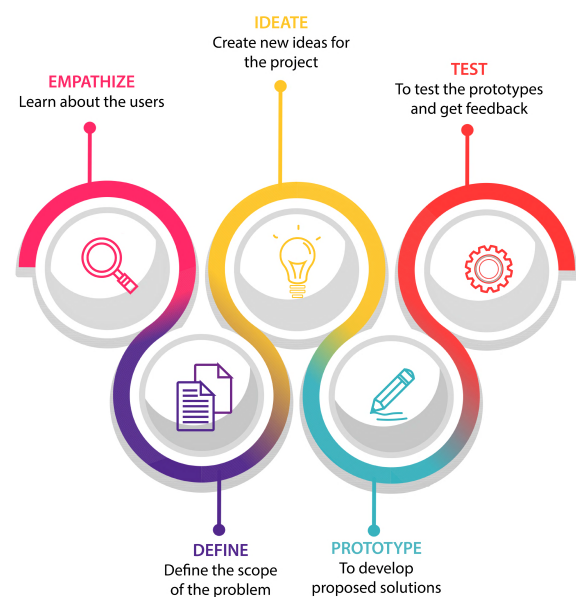 EMPATHIZE
Learn about the users
DEFINE
Define the scope
of the problem
IDEATE
Create new ideas for
the project
PROTOTYPE
To develop
proposed solutions
TEST
To test the prototypes
and get feedback